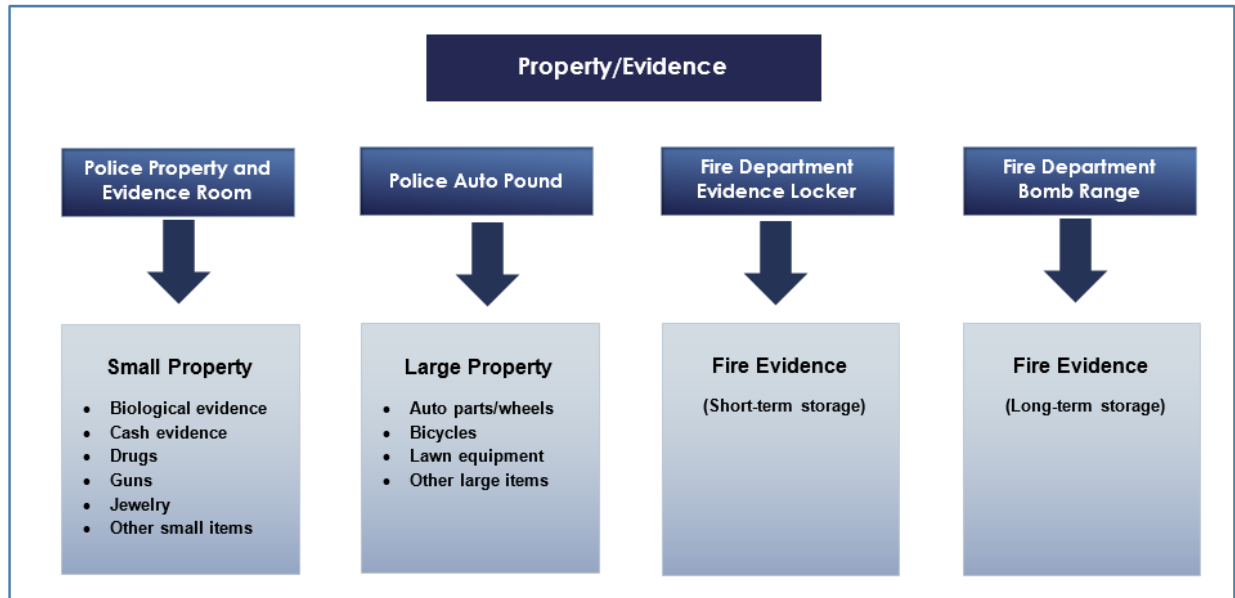 Property/Evidence
Police Property and
Evidence Room
Small Property
• Biological evidence
• Cash evidence
• Drugs
• Guns
• Jewelry
• Other small items
Police Auto Pound
Large Property
• Auto parts/wheels
• Bicycles
• Lawn equipment
• Other large items
Fire Department
Evidence Locker
Fire Evidence
(Short-term storage)
Fire Department
Bomb Range
Fire Evidence
(Long-term storage)